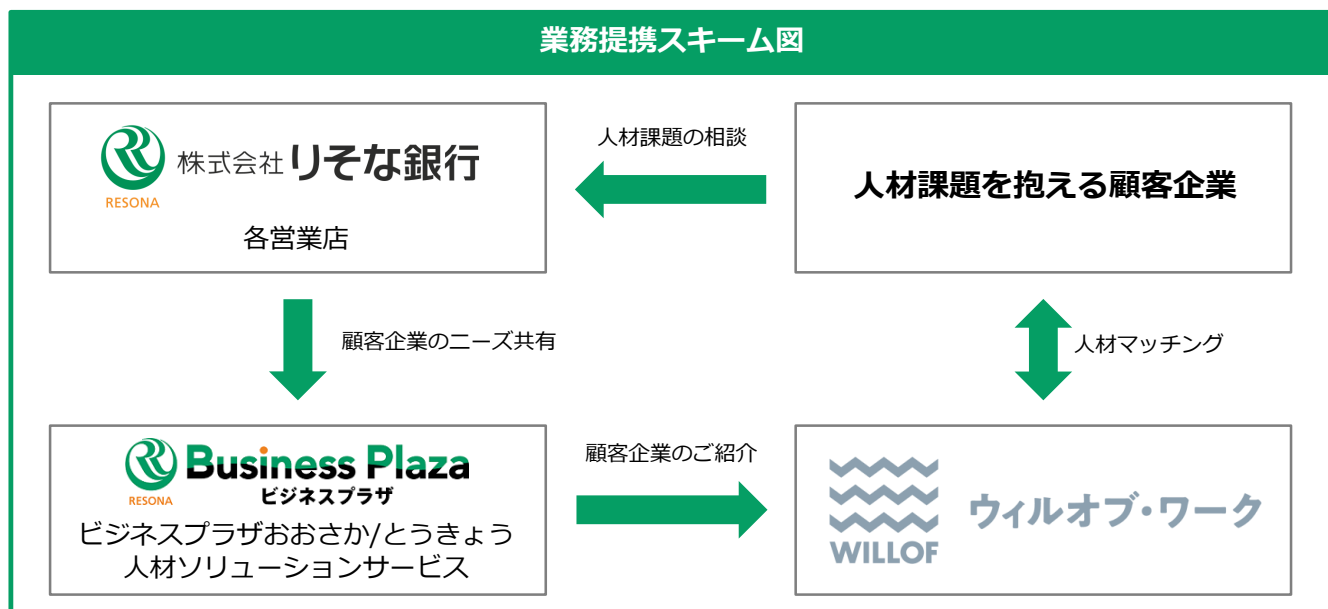 業務提携スキーム図
株式会社りそな銀行
RESONA
各営業店
人材課題の相談
人材課題を抱える顧客企業
顧客企業のニーズ共有
人材マッチング
Business Plaza
ビジネスプラザ
RESONA
ビジネスプラザおおさか/とうきょう
人材ソリューションサービス
顧客企業のご紹介
ウィルオブ・ワーク
WILLOF